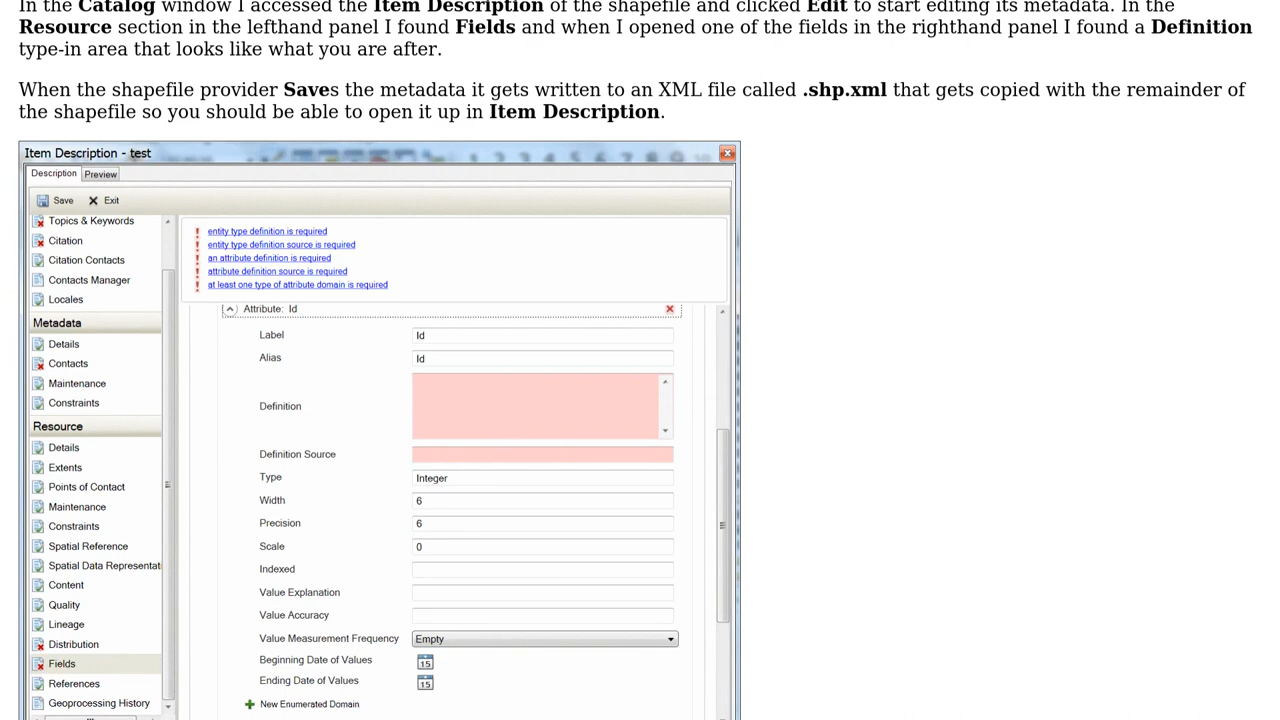 In the Catalog window I accessed the Item Description of the shapefile and clicked Edit to start editing its metadata. In the
Resource section in the lefthand panel I found Fields and when I opened one of the fields in the righthand panel I found a Definition
type-in area that looks like what you are after.
When the shapefile provider Saves the metadata it gets written to an XML file called .shp.xml that gets copied with the remainder of
the shapefile so you should be able to open it up in Item Description.
Item Description - test
Description Preview
Save Exit
Topics & Keywords
Citation
Citation Contacts
Contacts Manager
Locales
Metadata
Details
Contacts
Maintenance
Constraints
Resource
Details
Extents
Points of Contact
Maintenance
Constraints
Spatial Reference
Spatial Data Representat
Content
Quality
Lineage
Distribution
Fields
References
Geoprocessing History
entity type definition is required
entity type definition source is required
an attribute definition is required
attribute definition source is required
at least one type of attribute domain is required
Attribute: Id
Label Id
Alias Id
Definition
Definition Source
Type Integer
Width 6
Precision 6
Scale 0
Indexed
Value Explanation
Value Accuracy
Value Measurement Frequency Empty
Beginning Date of Values 15
Ending Date of Values 15
New Enumerated Domain